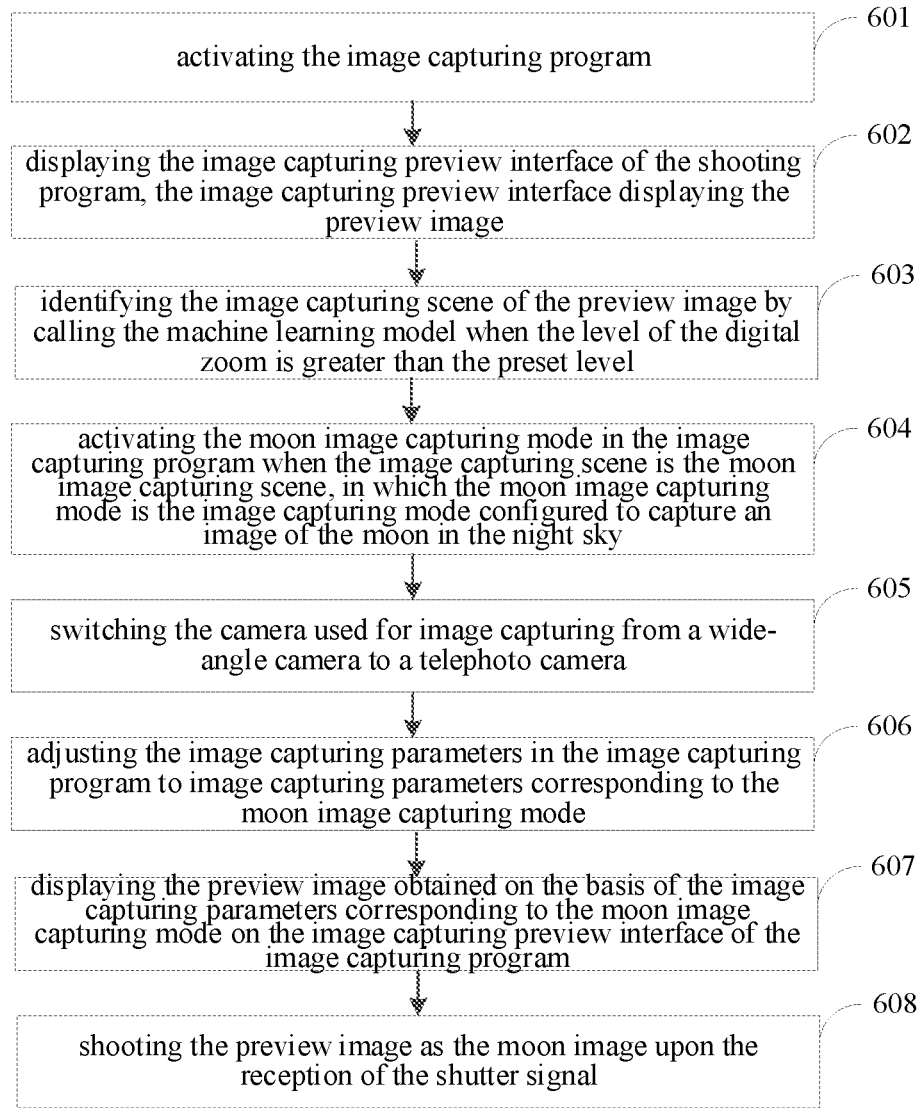 601
activating the image capturing program
602
displaying the image capturing preview interface of the shooting
program, the image capturing preview interface displaying the
preview image
603
identifying the image capturing scene of the preview image by
calling the machine learning model when the level of the digital
zoom is greater than the preset level
604
activating the moon image capturing mode in the image
capturing program when the image capturing scene is the moon
image capturing scene, in which the moon image capturing
mode is the image capturing mode configured to capture an
image of the moon in the night sky
605
switching the camera used for image capturing from a wide-
angle camera to a telephoto camera
606
adjusting the image capturing parameters in the image capturing
program to image capturing parameters corresponding to the
moon image capturing mode
607
displaying the preview image obtained on the basis of the image
capturing parameters corresponding to the moon image
capturing mode on the image capturing preview interface of the
image capturing program
608
shooting the preview image as the moon image upon the
reception of the shutter signal